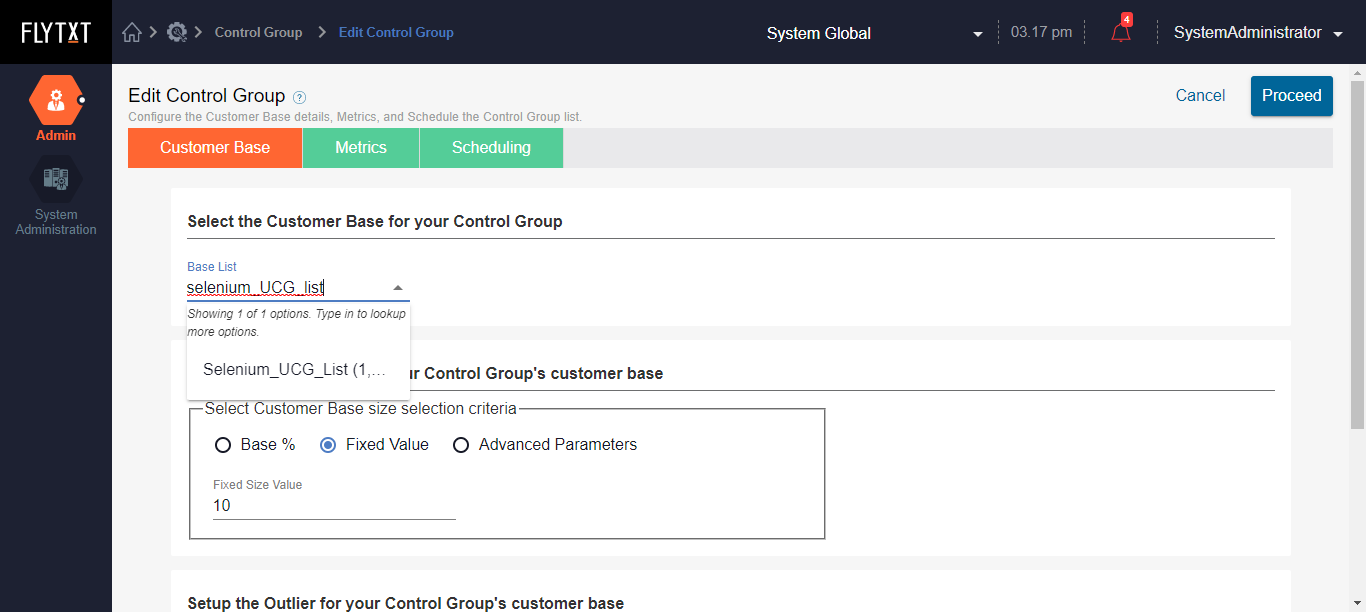 FLYTXT
Control Group
Edit Control Group
System Global
03.17 pm
4
SystemAdministrator
Admin
System
Administration
Edit Control Group ?
Cancel
Proceed
Configure the Customer Base details, Metrics, and Schedule the Control Group list.
Customer Base
Metrics
Scheduling
Select the Customer Base for your Control Group
Base List
selenium_UCG_list
Showing 1 of 1 options. Type in to lookup
more options.
Selenium_UCG_List (1,...
Control Group's customer base
Select Customer Base size selection criteria
Base %
Fixed Value
Advanced Parameters
Fixed Size Value
10
Setup the Outlier for your Control Group's customer base